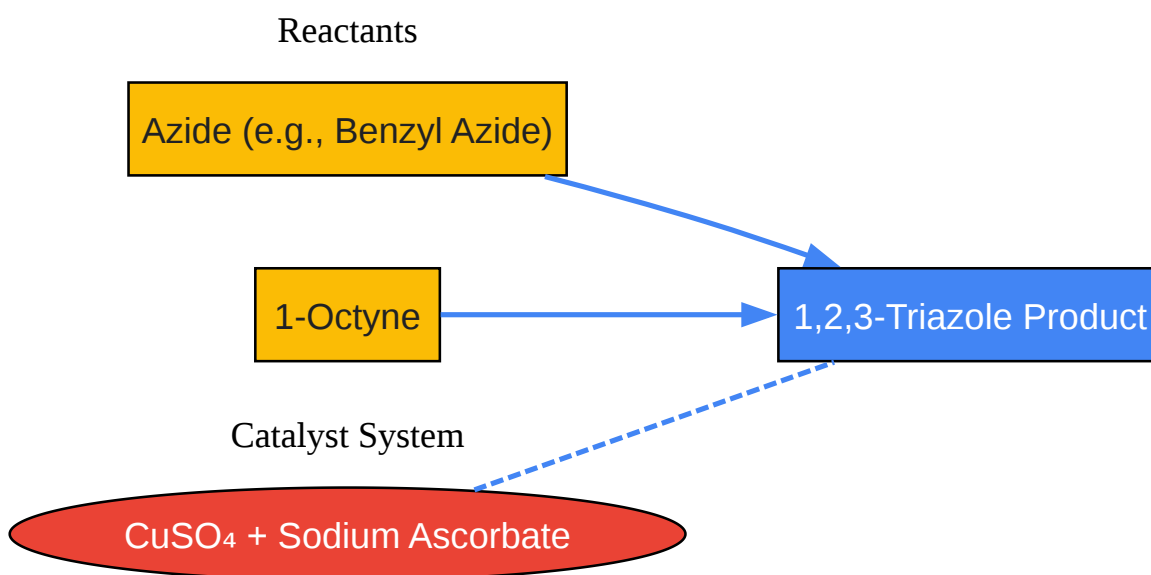 Reactants
Azide (e.g., Benzyl Azide)
1-Octyne
1,2,3-Triazole Product
Catalyst System
CuSO₄ + Sodium Ascorbate